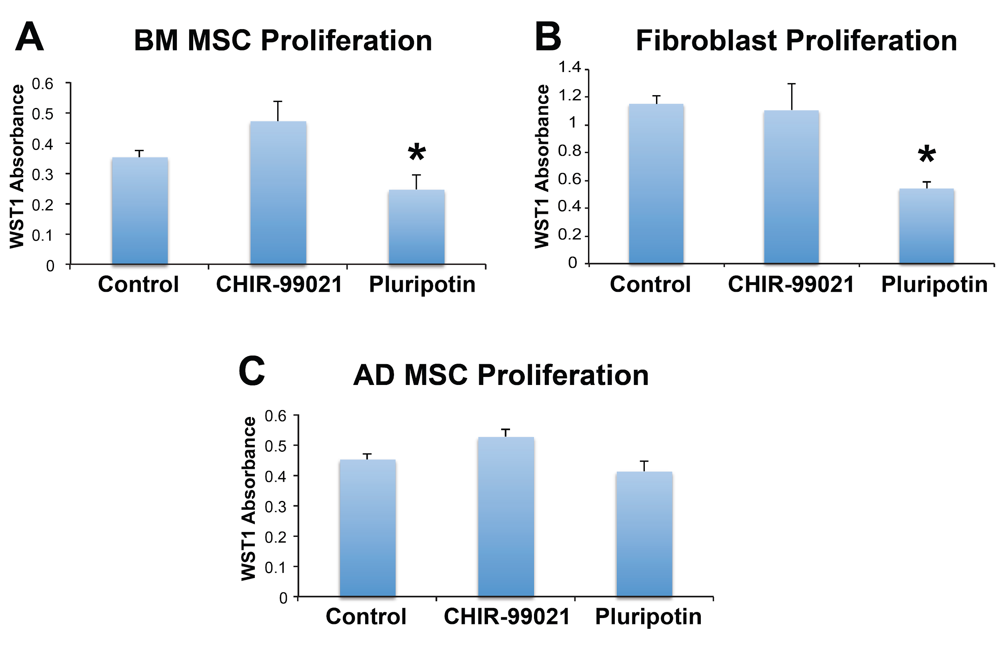 A
BM MSC Proliferation
WST1 Absorbance
0.6
0.5
0.4
0.3
0.2
0.1
0
*
Control
CHIR-99021
Pluripotin
B
Fibroblast Proliferation
WST1 Absorbance
1.4
1.2
1
0.8
0.6
0.4
0.2
0
*
Control
CHIR-99021
Pluripotin
C
AD MSC Proliferation
WST1 Absorbance
0.6
0.5
0.4
0.3
0.2
0.1
0
Control
CHIR-99021
Pluripotin